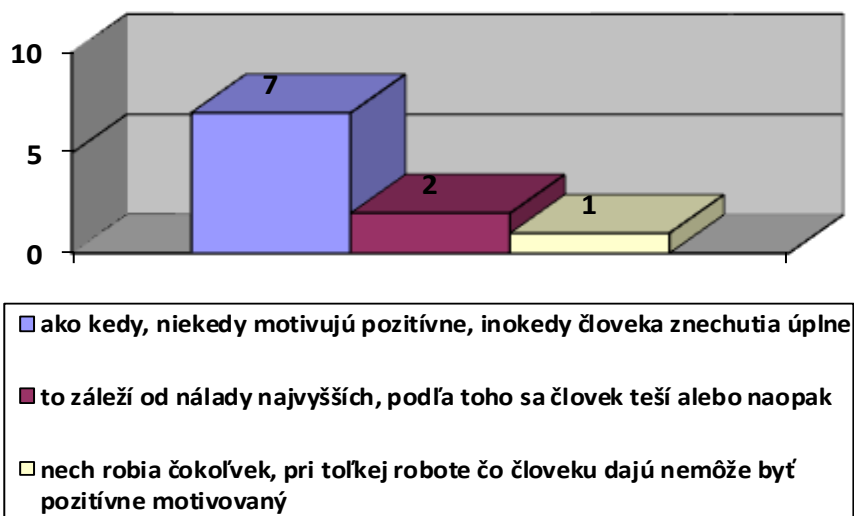 10
7
5
2
1
0
ako kedy, niekedy motivujú pozitívne, inokedy človeka znechutia úplne
to záleží od nálady najvyšších, podľa toho sa človek teší alebo naopak
nech robia čokoľvek, pri toľkej robote čo človeku dajú nemôže byť
pozitívne motivovaný